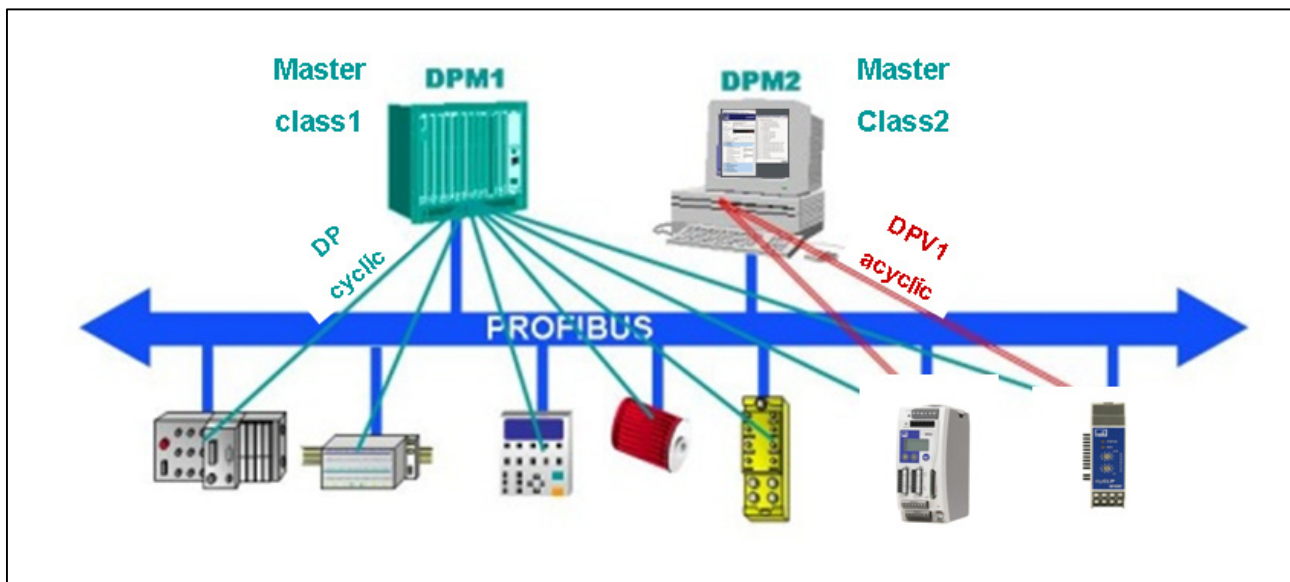 Master
class1
DPM1
DPM2
Master
Class2
DP
cyclic
DPV1
acyclic
PROFIBUS